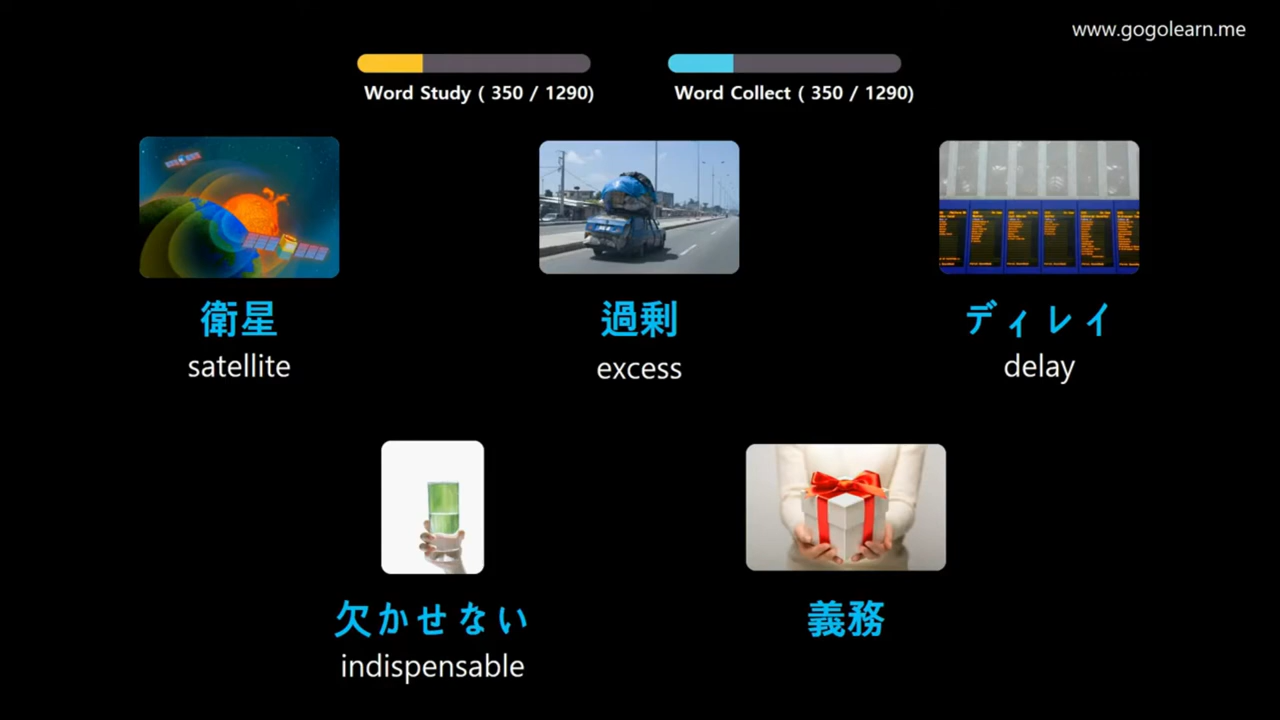 www.gogolearn.me
Word Study ( 350 / 1290)
Word Collect ( 350 / 1290)
衛星
satellite
過剰
excess
ディレイ
delay
欠かせない
indispensable
義務